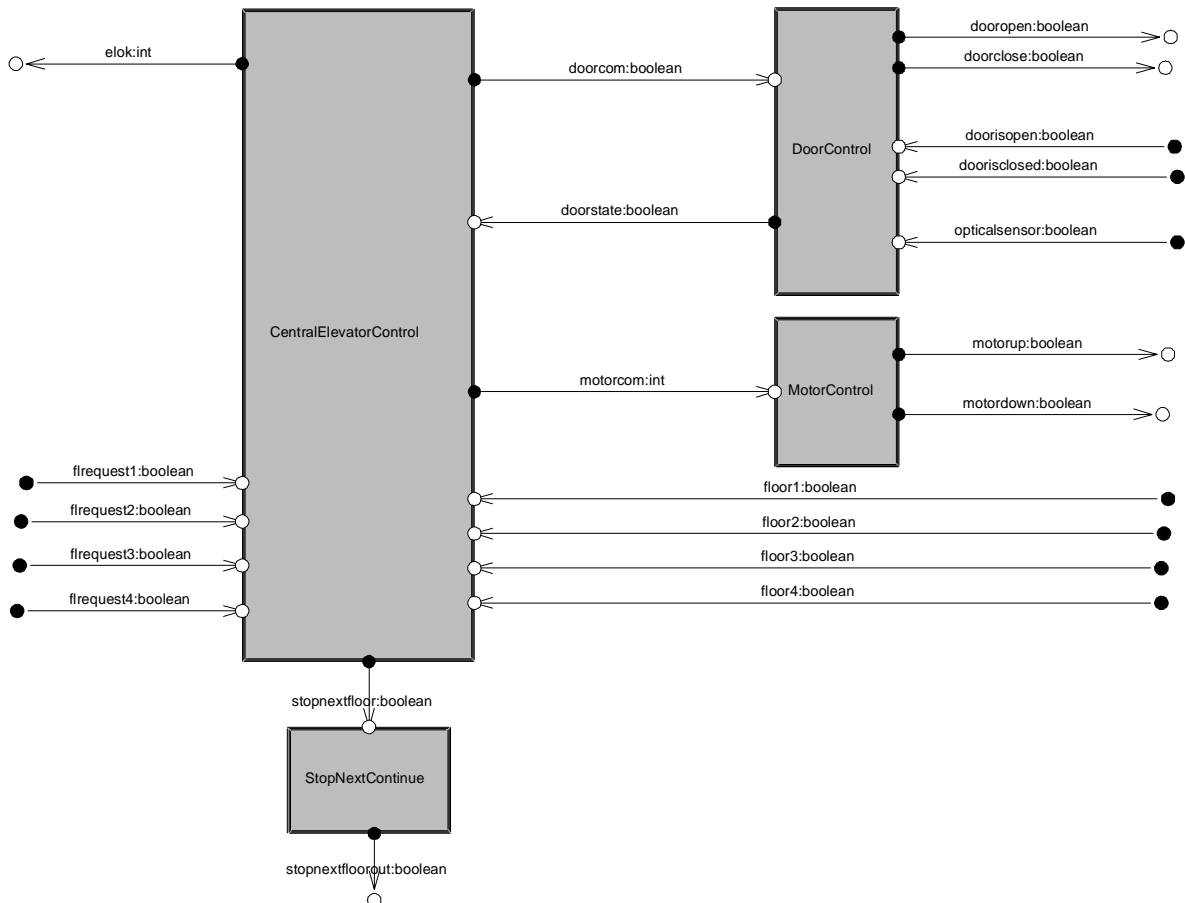 dooropen:boolean
elok:int
doorclose:boolean
doorcom:boolean
doorisopen:boolean
DoorControl
doorisclosed:boolean
doorstate:boolean
opticalsensor:boolean
CentralElevatorControl
motorup:boolean
motorcom:int
MotorControl
motordown:boolean
flrequest1:boolean
floor1:boolean
flrequest2:boolean
floor2:boolean
flrequest3:boolean
floor3:boolean
flrequest4:boolean
floor4:boolean
stopnextfloor:boolean
StopNextContinue
stopnextfloorout:boolean